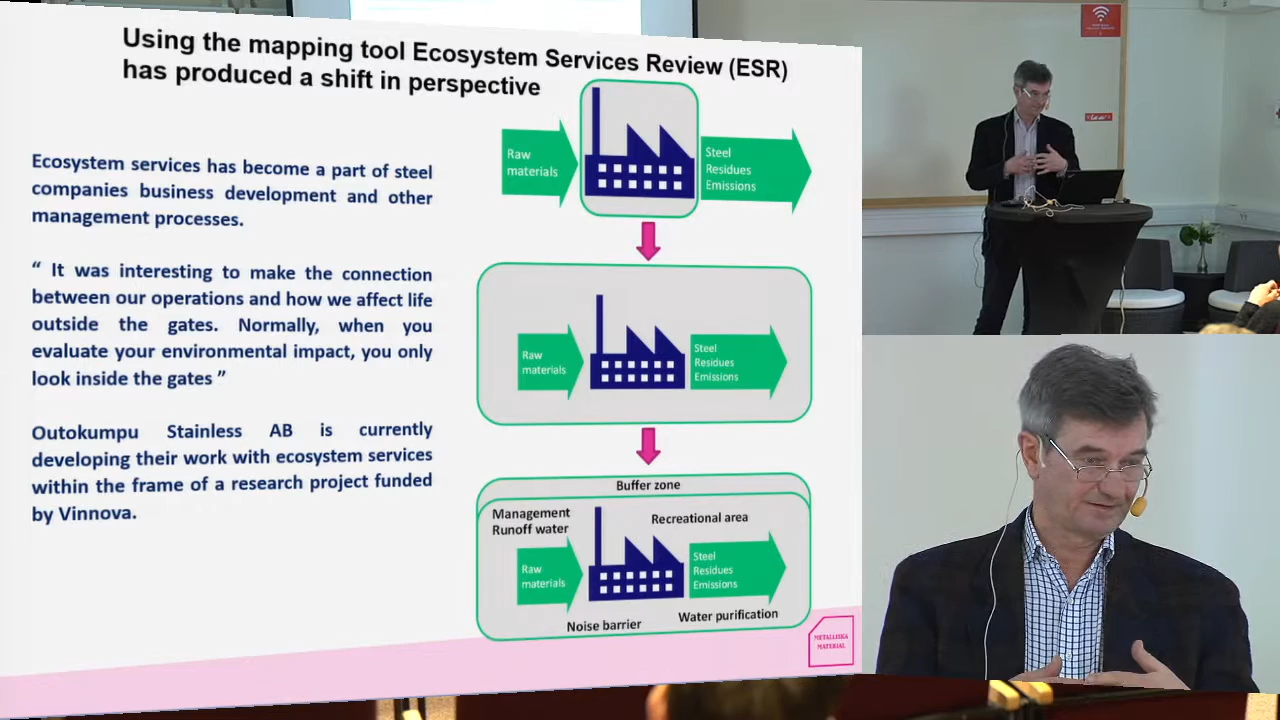 Using the mapping tool Ecosystem Services Review (ESR)
has produced a shift in perspective
Ecosystem services has become a part of steel
companies business development and other
management processes.
“ It was interesting to make the connection
between our operations and how we affect life
outside the gates. Normally, when you
evaluate your environmental impact, you only
look inside the gates ”
Outokumpu Stainless AB is currently
developing their work with ecosystem services
within the frame of a research project funded
by Vinnova.
Raw
materials
Steel
Residues
Emissions
Raw
materials
Steel
Residues
Emissions
Buffer zone
Management
Runoff water
Recreational area
Raw
materials
Steel
Residues
Emissions
Noise barrier
Water purification
METALLISKA
MATERIAL